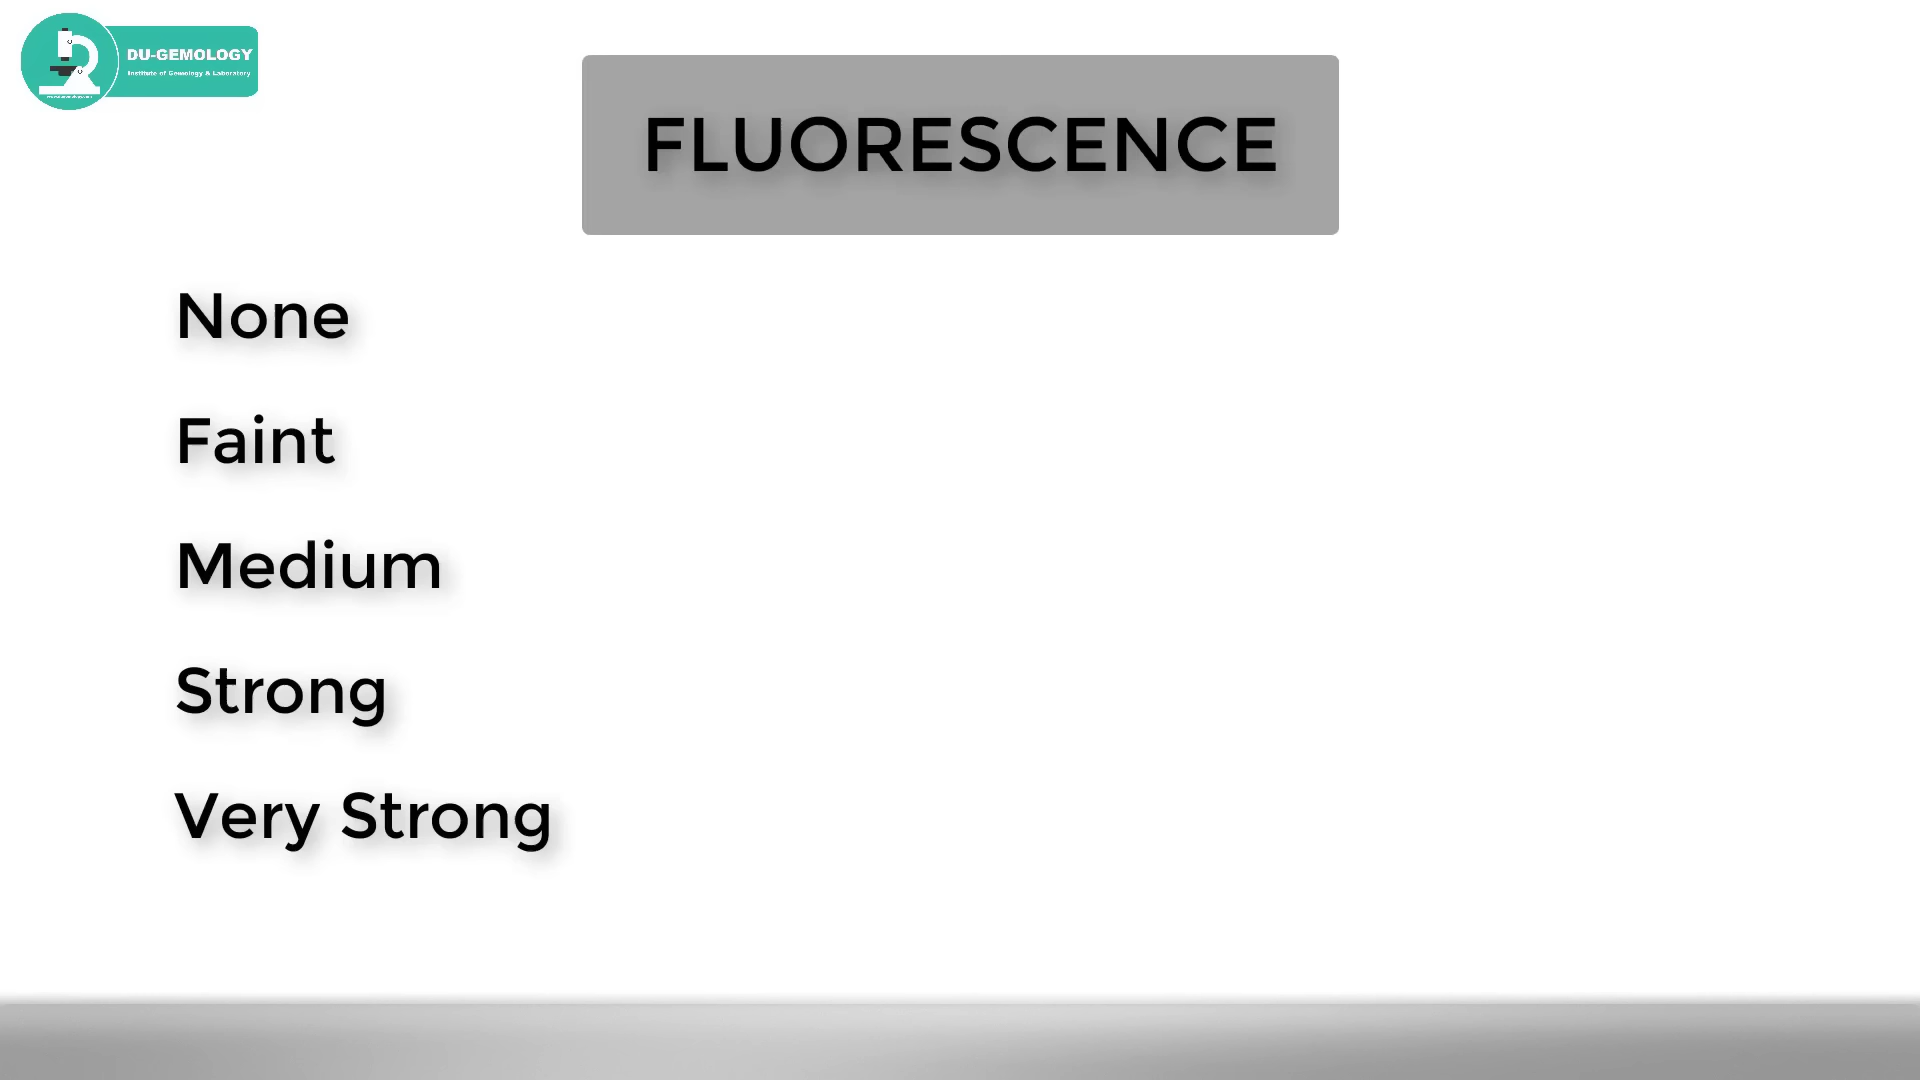 DU-GEMOLOGY
Institute of Gemology & Laboratory
FLUORESCENCE
None
Faint
Medium
Strong
Very Strong